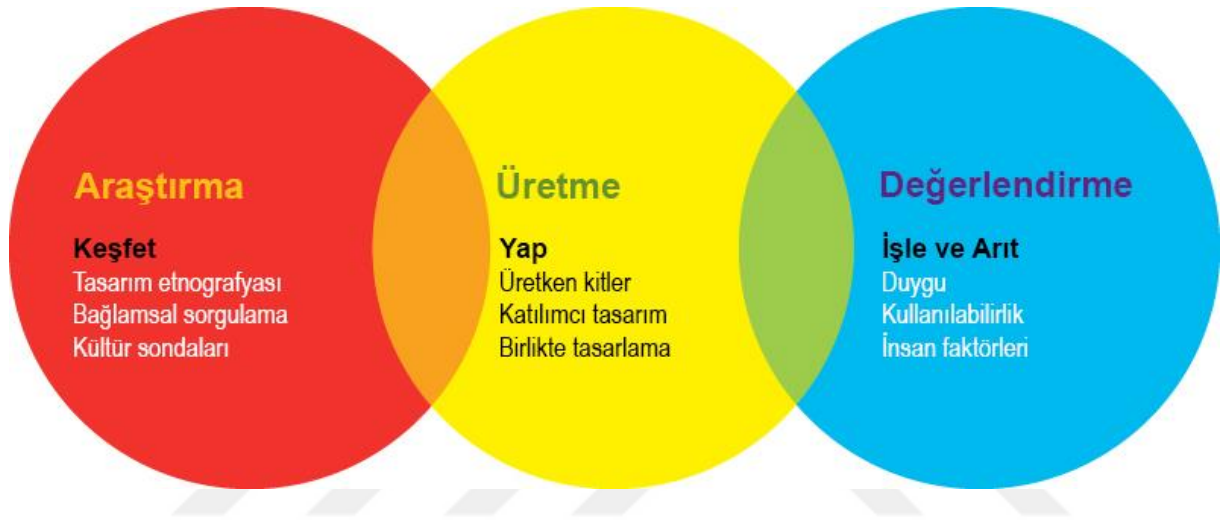 Araştırma
Keşfet
Tasarım etnografyası
Bağlamsal sorgulama
Kültür sondaları
Üretme
Yap
Üretken kitler
Katılımcı tasarım
Birlikte tasarlama
Değerlendirme
İşle ve Arıt
Duygu
Kullanılabilirlik
İnsan faktörleri